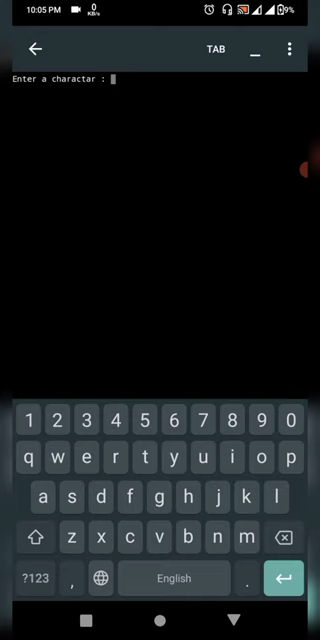 10:05 PM 0 KB/s 9%
TAB _
Enter a charactar :
1 2 3 4 5 6 7 8 9 0
q w e r t y u i o p
a s d f g h j k l
z x c v b n m
?123 , English .